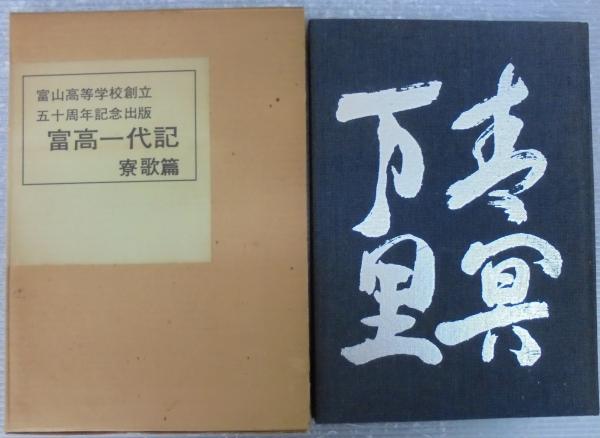 富山高等学校創立
五十周年記念出版
富高一代記
寮歌篇
青冥
万里